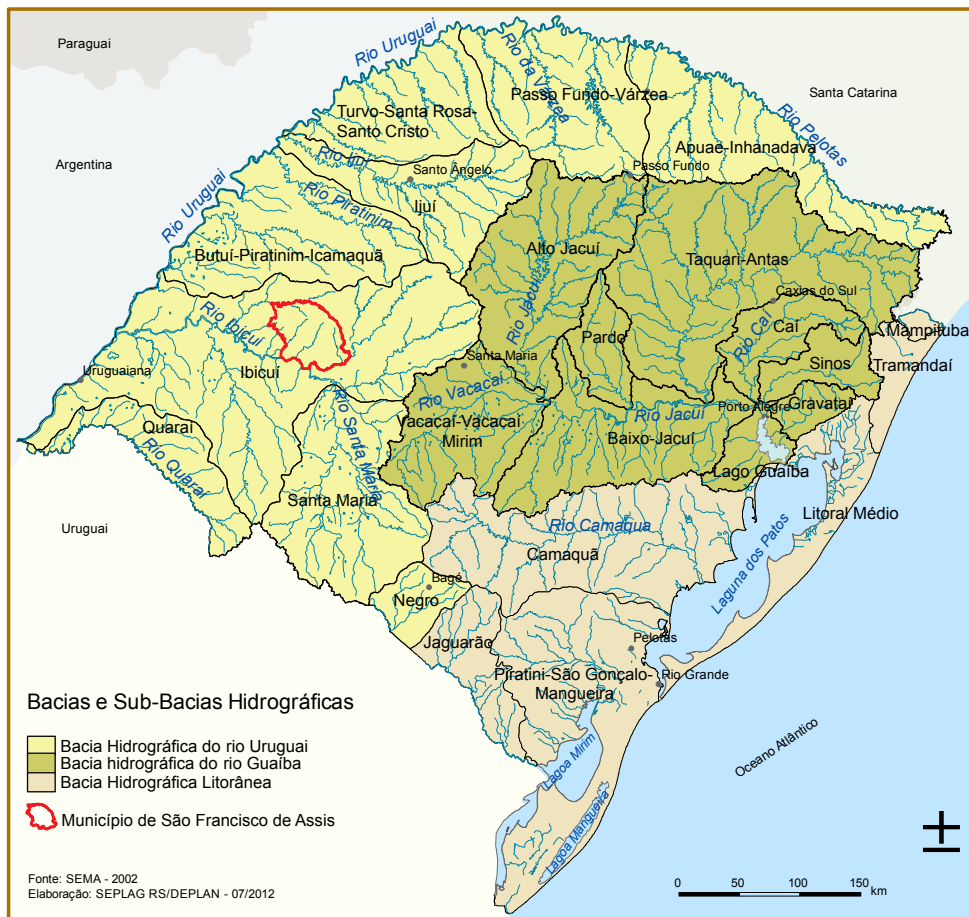 Paraguai
Rio Uruguai
Rio da Várzea
Passo Fundo-Várzea
Santa Catarina
Turvo-Santa Rosa-
Santo Cristo
Rio Pelotas
Apuaê-Inhandava
Argentina
Rio Ijuí
Santo Ângelo
Passo Fundo
Ijuí
Rio Piratinim
Rio Uruguai
Butuí-Piratinim-Icamaquã
Alto Jacuí
Taquari-Antas
Rio Jacuí
Caxias do Sul
Rio Caí
Caí
Mampituba
Rio Ibicuí
Pardo
Sinos
Tramandaí
Ibicuí
Santa Maria
Uruguaiana
Rio Vacacaí
Vacacaí-Vacacaí
Mirim
Rio Jacuí
Porto Alegre
Gravataí
Quaraí
Rio Santa Maria
Baixo-Jacuí
Rio Quaraí
Lago Guaíba
Santa Maria
Litoral Médio
Uruguai
Rio Camaqua
Camaquã
Laguna dos Patos
Bagé
Negro
Jaguarão
Pelotas
Piratini-São Gonçalo-
Mangueira
Rio Grande
Oceano Atlântico
Lagoa Mirim
Lagoa Mangueira
Bacias e Sub-Bacias Hidrográficas
Bacia Hidrográfica do rio Uruguai
Bacia hidrográfica do rio Guaíba
Bacia Hidrográfica Litorânea
Município de São Francisco de Assis
Fonte: SEMA - 2002
Elaboração: SEPLAG RS/DEPLAN - 07/2012
0 50 100 150
km